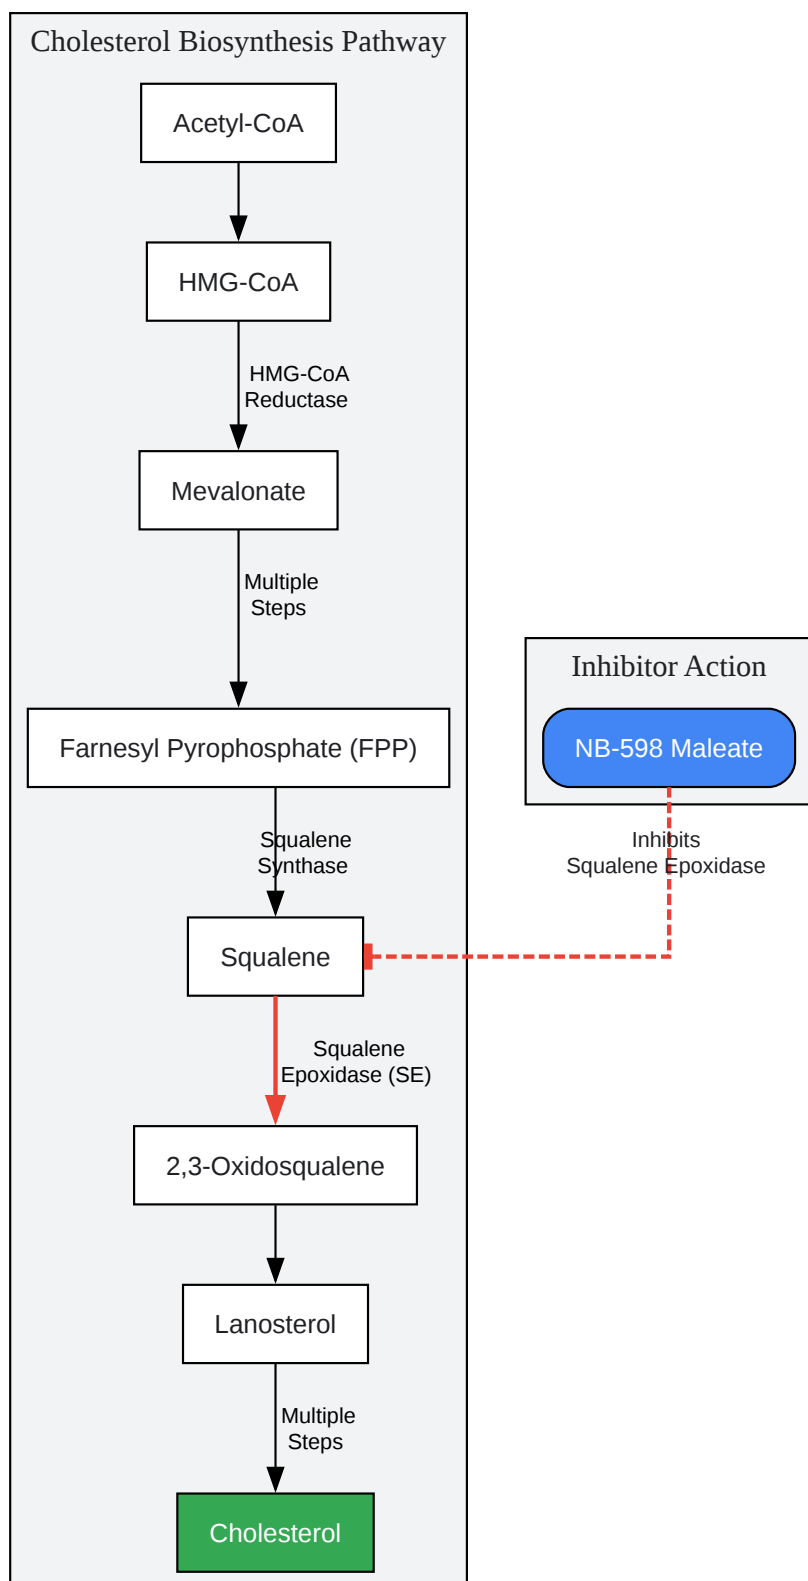 Cholesterol Biosynthesis Pathway
Acetyl-CoA
HMG-CoA
HMG-CoA
Reductase
Mevalonate
Multiple
Steps
Farnesyl Pyrophosphate (FPP)
Inhibitor Action
NB-598 Maleate
Squalene
Synthase
Inhibits
Squalene Epoxidase
Squalene
Squalene
Epoxidase (SE)
2,3-Oxidosqualene
Lanosterol
Multiple
Steps
Cholesterol